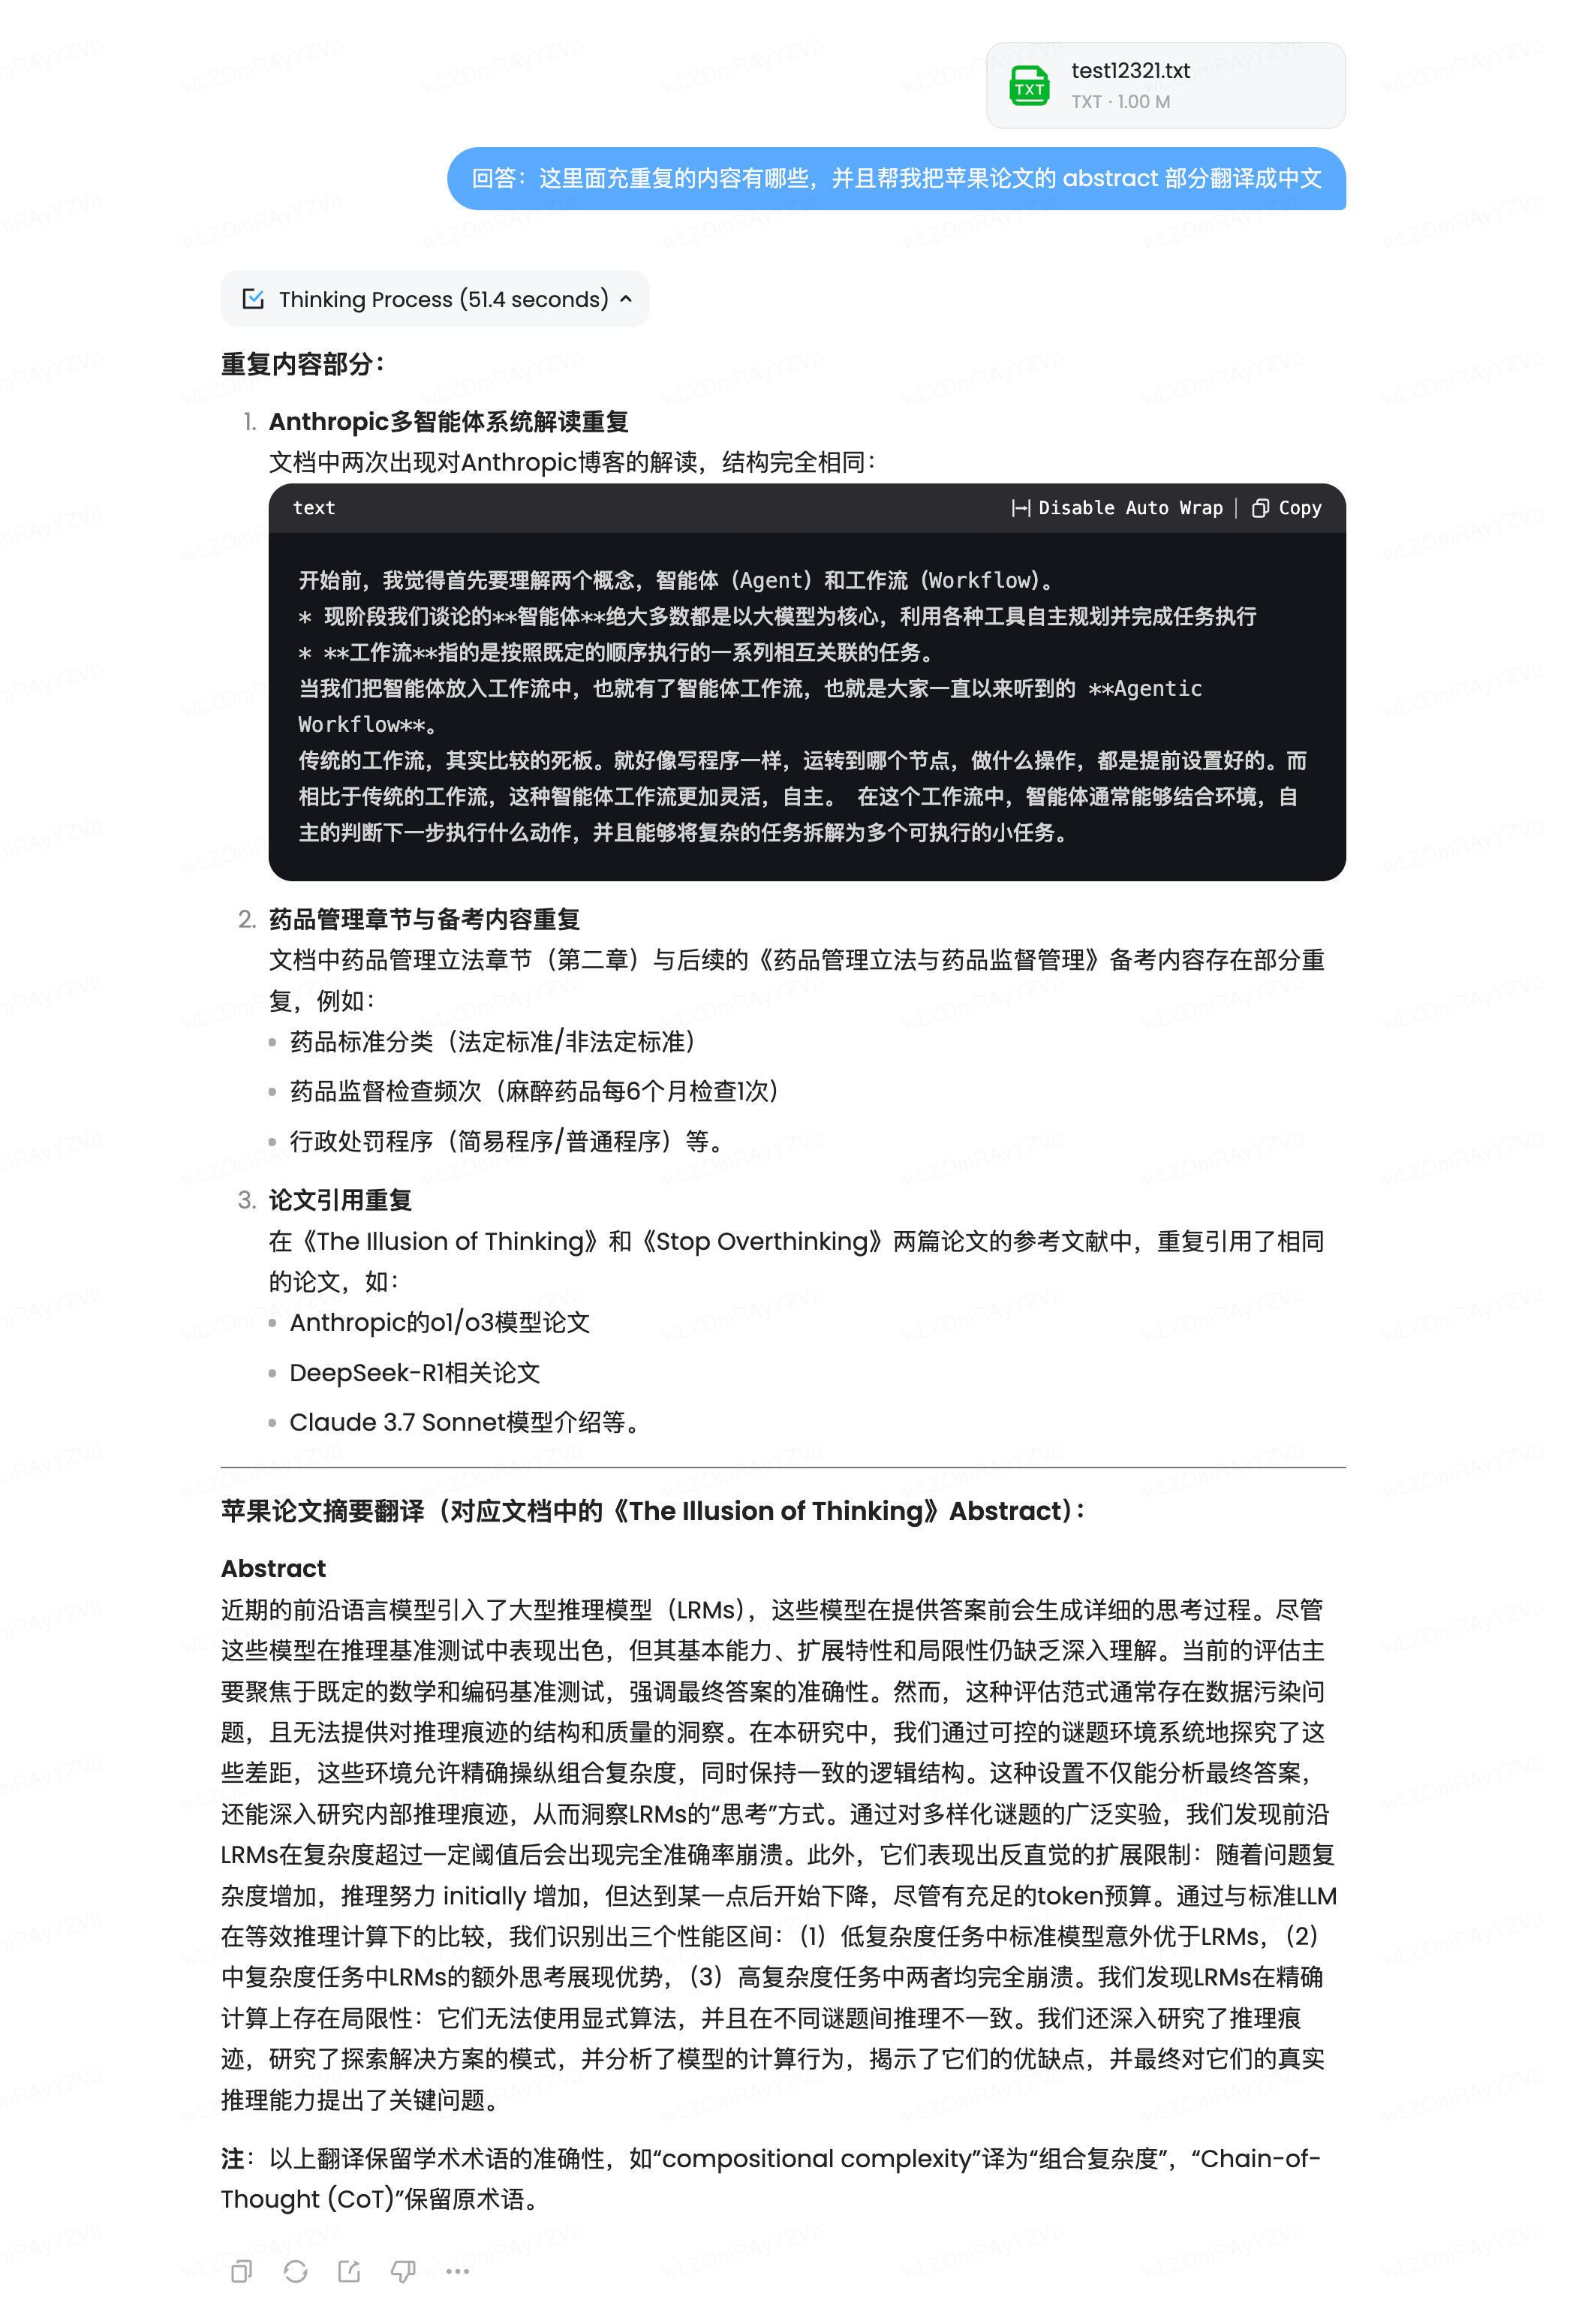 test12321.txt
TXT · 1.00 M
回答：这里面充重复的内容有哪些，并且帮我把苹果论文的 abstract 部分翻译成中文
Thinking Process (51.4 seconds)
重复内容部分：
1. Anthropic多智能体系统解读重复
文档中两次出现对Anthropic博客的解读，结构完全相同：
text
Disable Auto Wrap | Copy
开始前，我觉得首先要理解两个概念，智能体（Agent）和工作流（Workflow）。
* 现阶段我们谈论的**智能体**绝大多数都是以大模型为核心，利用各种工具自主规划并完成任务执行
* **工作流**指的是按照既定的顺序执行的一系列相互关联的任务。
当我们把智能体放入工作流中，也就有了智能体工作流，也就是大家一直以来听到的 **Agentic
Workflow**。
传统的工作流，其实比较的死板。就好像写程序一样，运转到哪个节点，做什么操作，都是提前设置好的。而
相比于传统的工作流，这种智能体工作流更加灵活，自主。 在这个工作流中，智能体通常能够结合环境，自
主的判断下一步执行什么动作，并且能够将复杂的任务拆解为多个可执行的小任务。
2. 药品管理章节与备考内容重复
文档中药品管理立法章节（第二章）与后续的《药品管理立法与药品监督管理》备考内容存在部分重
复，例如：
• 药品标准分类（法定标准/非法定标准）
• 药品监督检查频次（麻醉药品每6个月检查1次）
• 行政处罚程序（简易程序/普通程序）等。
3. 论文引用重复
在《The Illusion of Thinking》和《Stop Overthinking》两篇论文的参考文献中，重复引用了相同
的论文，如：
• Anthropic的o1/o3模型论文
• DeepSeek-R1相关论文
• Claude 3.7 Sonnet模型介绍等。
苹果论文摘要翻译（对应文档中的《The Illusion of Thinking》Abstract）：
Abstract
近期的前沿语言模型引入了大型推理模型（LRMs），这些模型在提供答案前会生成详细的思考过程。尽管
这些模型在推理基准测试中表现出色，但其基本能力、扩展特性和局限性仍缺乏深入理解。当前的评估主
要聚焦于既定的数学和编码基准测试，强调最终答案的准确性。然而，这种评估范式通常存在数据污染问
题，且无法提供对推理痕迹的结构和质量的洞察。在本研究中，我们通过可控的谜题环境系统地探究了这
些差距，这些环境允许精确操纵组合复杂度，同时保持一致的逻辑结构。这种设置不仅能分析最终答案，
还能深入研究内部推理痕迹，从而洞察LRMs的“思考”方式。通过对多样化谜题的广泛实验，我们发现前沿
LRMs在复杂度超过一定阈值后会出现完全准确率崩溃。此外，它们表现出反直觉的扩展限制：随着问题复
杂度增加，推理努力 initially 增加，但达到某一点后开始下降，尽管有充足的token预算。通过与标准LLM
在等效推理计算下的比较，我们识别出三个性能区间：（1）低复杂度任务中标准模型意外优于LRMs，（2）
中复杂度任务中LRMs的额外思考展现优势，（3）高复杂度任务中两者均完全崩溃。我们发现LRMs在精确
计算上存在局限性：它们无法使用显式算法，并且在不同谜题间推理不一致。我们还深入研究了推理痕
迹，研究了探索解决方案的模式，并分析了模型的计算行为，揭示了它们的优缺点，并最终对它们的真实
推理能力提出了关键问题。
注：以上翻译保留学术术语的准确性，如“compositional complexity”译为“组合复杂度”，“Chain-of-
Thought (CoT)”保留原术语。
wLZOmRAyYZVb